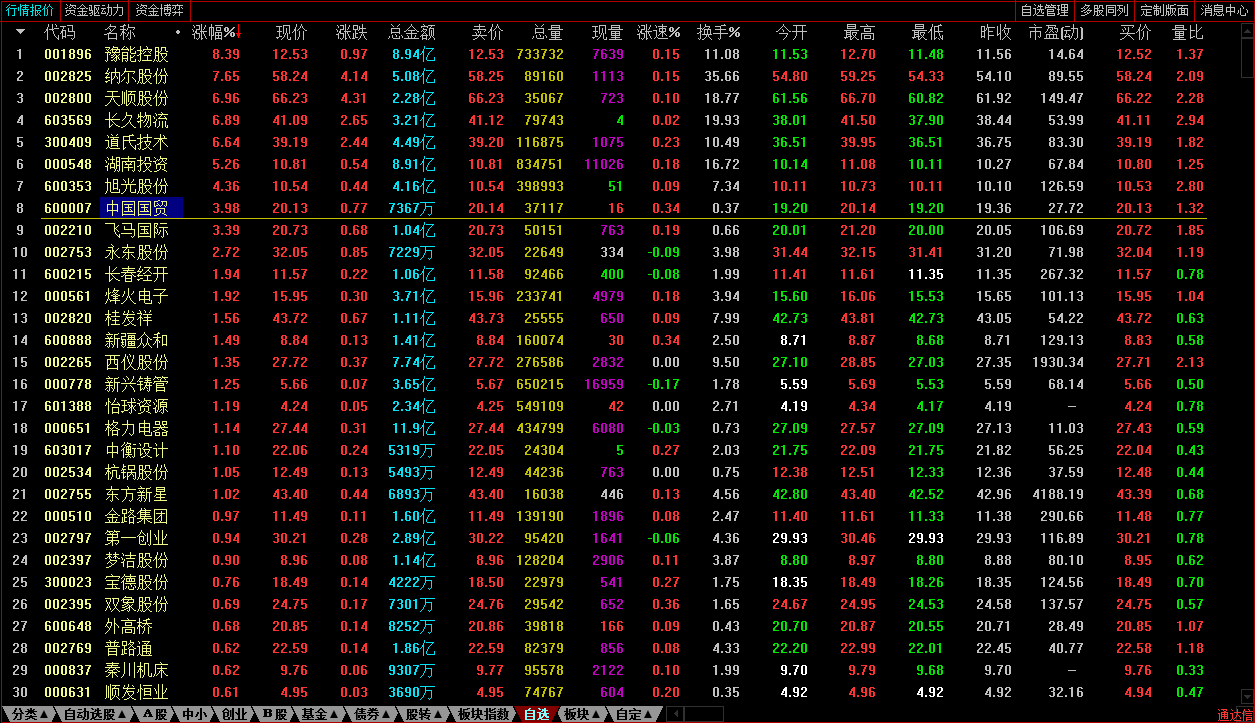 行情报价 资金驱动力 资金博弈 自选管理 多股同列 定制版面 消息中心
代码 名称 涨幅%↓ 现价 涨跌 总金额 卖价 总量 现量 涨速% 换手% 今开 最高 最低 昨收 市盈(动) 买价 量比
1 001896 豫能控股 8.39 12.53 0.97 8.94亿 12.53 733732 7639 0.15 11.08 11.53 12.70 11.48 11.56 14.64 12.52 1.37
2 002825 纳尔股份 7.65 58.24 4.14 5.08亿 58.25 89160 1113 0.15 35.66 54.80 59.25 54.33 54.10 89.55 58.24 2.09
3 002800 天顺股份 6.96 66.23 4.31 2.28亿 66.23 35067 723 0.10 18.77 61.56 66.70 60.82 61.92 149.47 66.22 2.28
4 603569 长久物流 6.89 41.09 2.65 3.21亿 41.12 79743 4 0.02 19.93 38.01 41.50 37.90 38.44 53.99 41.11 2.94
5 300409 道氏技术 6.64 39.19 2.44 4.49亿 39.20 116875 1075 0.23 10.49 36.51 39.95 36.51 36.75 83.30 39.19 1.82
6 000548 湖南投资 5.26 10.81 0.54 8.91亿 10.81 834751 11026 0.18 16.72 10.14 11.08 10.11 10.27 67.84 10.80 1.25
7 600353 旭光股份 4.36 10.54 0.44 4.16亿 10.54 398993 51 0.09 7.34 10.11 10.73 10.11 10.10 126.59 10.53 2.80
8 600007 中国国贸 3.98 20.13 0.77 7367万 20.14 37117 16 0.34 0.37 19.20 20.14 19.20 19.36 27.72 20.13 1.32
9 002210 飞马国际 3.39 20.73 0.68 1.04亿 20.73 50151 763 0.19 0.66 20.01 21.20 20.00 20.05 106.69 20.72 1.85
10 002753 永东股份 2.72 32.05 0.85 7229万 32.05 22649 334 -0.09 3.98 31.44 32.15 31.41 31.20 71.98 32.04 1.19
11 600215 长春经开 1.94 11.57 0.22 1.06亿 11.58 92466 400 -0.08 1.99 11.41 11.61 11.35 11.35 267.32 11.57 0.78
12 000561 烽火电子 1.92 15.95 0.30 3.71亿 15.96 233741 4979 0.18 3.94 15.60 16.06 15.53 15.65 101.13 15.95 1.04
13 002820 桂发祥 1.56 43.72 0.67 1.11亿 43.73 25555 650 0.09 7.99 42.73 43.81 42.73 43.05 54.22 43.72 0.63
14 600888 新疆众和 1.49 8.84 0.13 1.41亿 8.84 160074 30 0.34 2.50 8.71 8.87 8.68 8.71 129.13 8.83 0.58
15 002265 西仪股份 1.35 27.72 0.37 7.74亿 27.72 276586 2832 0.00 9.50 27.10 28.85 27.03 27.35 1930.34 27.71 2.13
16 000778 新兴铸管 1.25 5.66 0.07 3.65亿 5.67 650215 16959 -0.17 1.78 5.59 5.69 5.53 5.59 68.14 5.66 0.50
17 601388 怡球资源 1.19 4.24 0.05 2.34亿 4.25 549109 42 0.00 2.71 4.19 4.34 4.17 4.19 — 4.24 0.78
18 000651 格力电器 1.14 27.44 0.31 11.9亿 27.44 434799 6080 -0.03 0.73 27.09 27.57 27.09 27.13 11.03 27.43 0.59
19 603017 中衡设计 1.10 22.06 0.24 5319万 22.05 24304 5 0.27 2.03 21.75 22.09 21.75 21.82 56.25 22.04 0.43
20 002534 杭锅股份 1.05 12.49 0.13 5493万 12.49 44236 763 0.00 0.75 12.38 12.51 12.33 12.36 37.59 12.48 0.44
21 002755 东方新星 1.02 43.40 0.44 6893万 43.40 16038 446 0.13 4.56 42.80 43.40 42.52 42.96 4188.19 43.39 0.68
22 000510 金路集团 0.97 11.49 0.11 1.60亿 11.49 139190 1896 0.08 2.47 11.40 11.61 11.33 11.38 290.66 11.48 0.77
23 002797 第一创业 0.94 30.21 0.28 2.89亿 30.22 95420 1641 -0.06 4.36 29.93 30.46 29.93 29.93 116.89 30.21 0.78
24 002397 梦洁股份 0.90 8.96 0.08 1.14亿 8.96 128204 2906 0.11 3.87 8.80 8.97 8.80 8.88 80.10 8.95 0.62
25 300023 宝德股份 0.76 18.49 0.14 4222万 18.50 22979 541 0.27 1.75 18.35 18.49 18.26 18.35 124.56 18.49 0.70
26 002395 双象股份 0.69 24.75 0.17 7301万 24.76 29542 652 0.36 1.65 24.67 24.95 24.53 24.58 137.57 24.75 0.57
27 600648 外高桥 0.68 20.85 0.14 8252万 20.86 39818 166 0.09 0.43 20.70 20.87 20.55 20.71 28.49 20.85 1.07
28 002769 普路通 0.62 22.59 0.14 1.86亿 22.59 82379 856 0.08 4.33 22.20 22.99 22.01 22.45 40.77 22.58 1.18
29 000837 秦川机床 0.62 9.76 0.06 9307万 9.77 95578 2122 0.10 1.99 9.70 9.79 9.68 9.70 — 9.76 0.33
30 000631 顺发恒业 0.61 4.95 0.03 3690万 4.95 74767 604 0.20 0.35 4.92 4.96 4.92 4.92 32.16 4.94 0.47
分类▲ 自动选股▲ A股 中小 创业 B股▲ 基金▲ 债券▲ 股转▲ 板块指数 自选 板块▲ 自定▲ 通达信